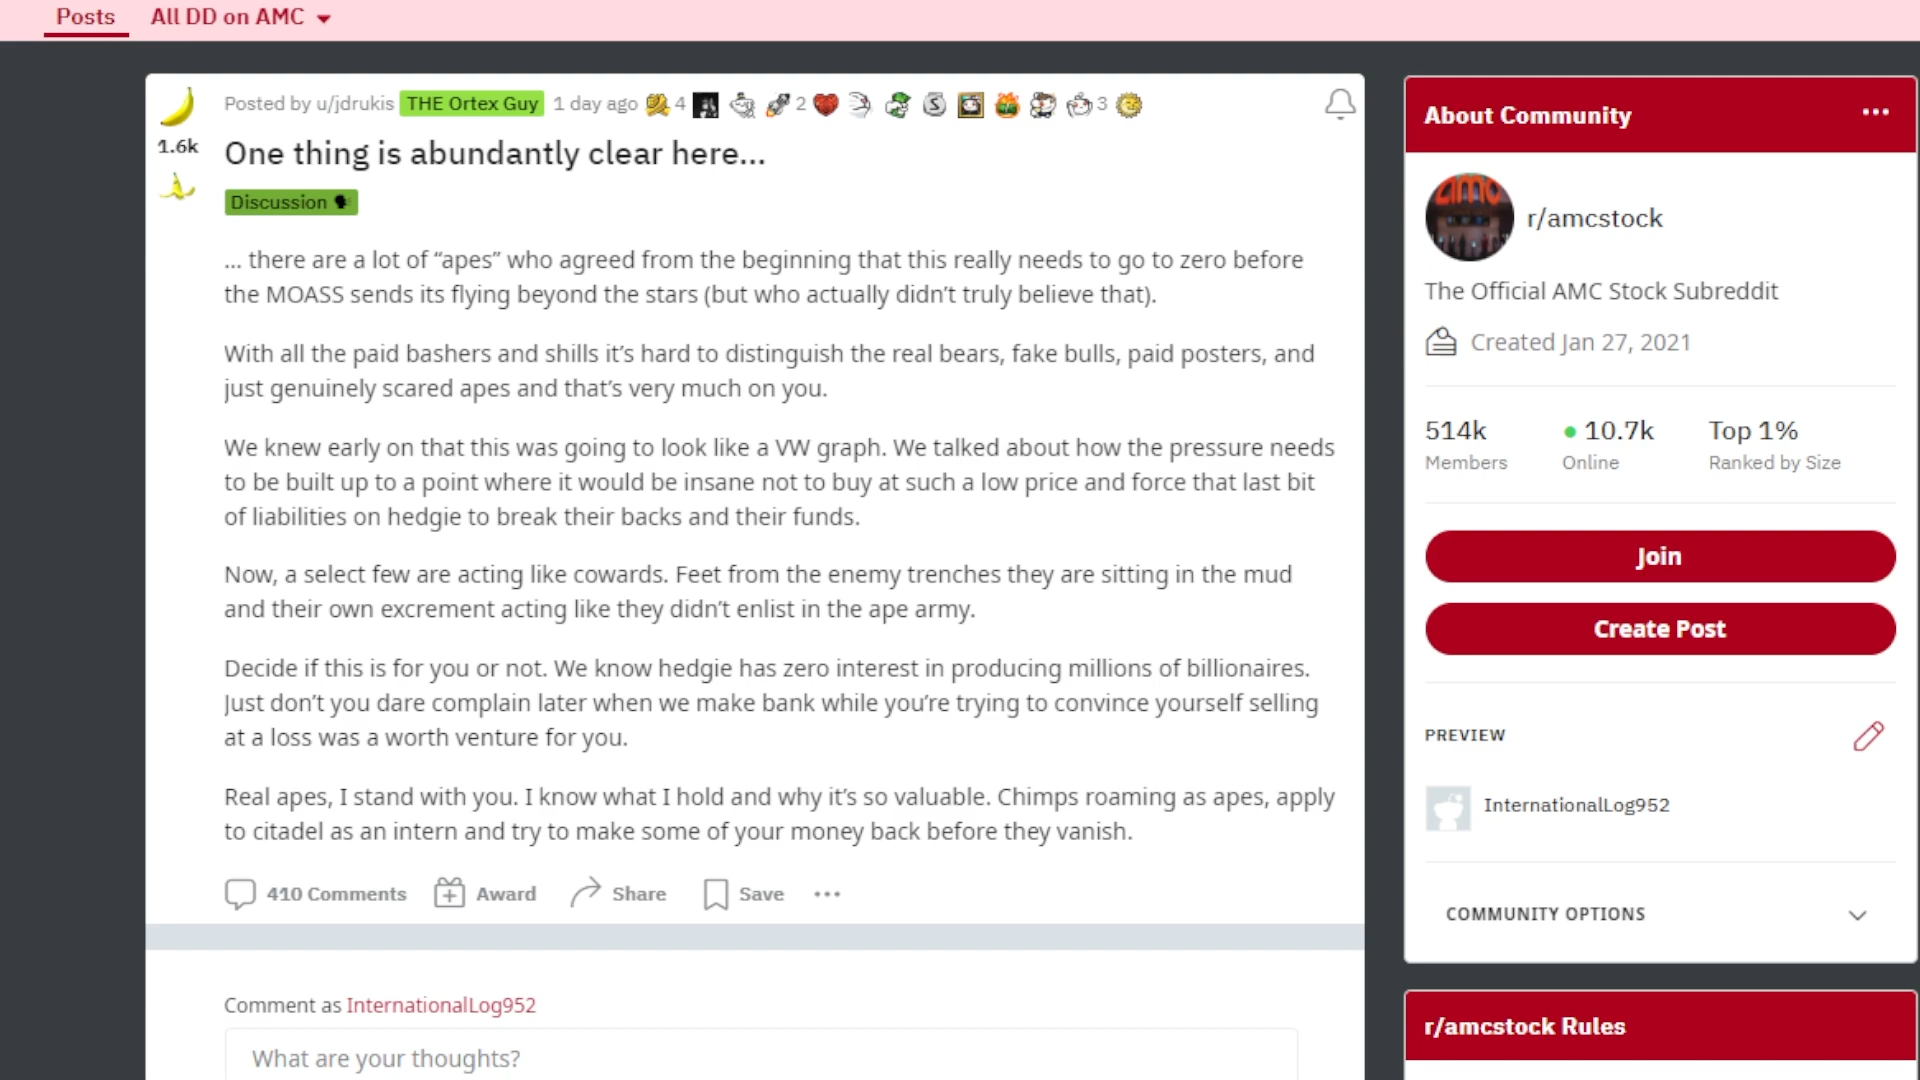 Posts All DD on AMC
Posted by u/jdrukis THE Ortex Guy 1 day ago 4 2 3
1.6k
One thing is abundantly clear here...
Discussion
... there are a lot of “apes” who agreed from the beginning that this really needs to go to zero before
the MOASS sends its flying beyond the stars (but who actually didn’t truly believe that).
With all the paid bashers and shills it’s hard to distinguish the real bears, fake bulls, paid posters, and
just genuinely scared apes and that’s very much on you.
We knew early on that this was going to look like a VW graph. We talked about how the pressure needs
to be built up to a point where it would be insane not to buy at such a low price and force that last bit
of liabilities on hedgie to break their backs and their funds.
Now, a select few are acting like cowards. Feet from the enemy trenches they are sitting in the mud
and their own excrement acting like they didn’t enlist in the ape army.
Decide if this is for you or not. We know hedgie has zero interest in producing millions of billionaires.
Just don’t you dare complain later when we make bank while you’re trying to convince yourself selling
at a loss was a worth venture for you.
Real apes, I stand with you. I know what I hold and why it’s so valuable. Chimps roaming as apes, apply
to citadel as an intern and try to make some of your money back before they vanish.
410 Comments Award Share Save
Comment as InternationalLog952
What are your thoughts?
About Community
amc
r/amcstock
The Official AMC Stock Subreddit
Created Jan 27, 2021
514k 10.7k Top 1%
Members Online Ranked by Size
Join
Create Post
PREVIEW
InternationalLog952
COMMUNITY OPTIONS
r/amcstock Rules